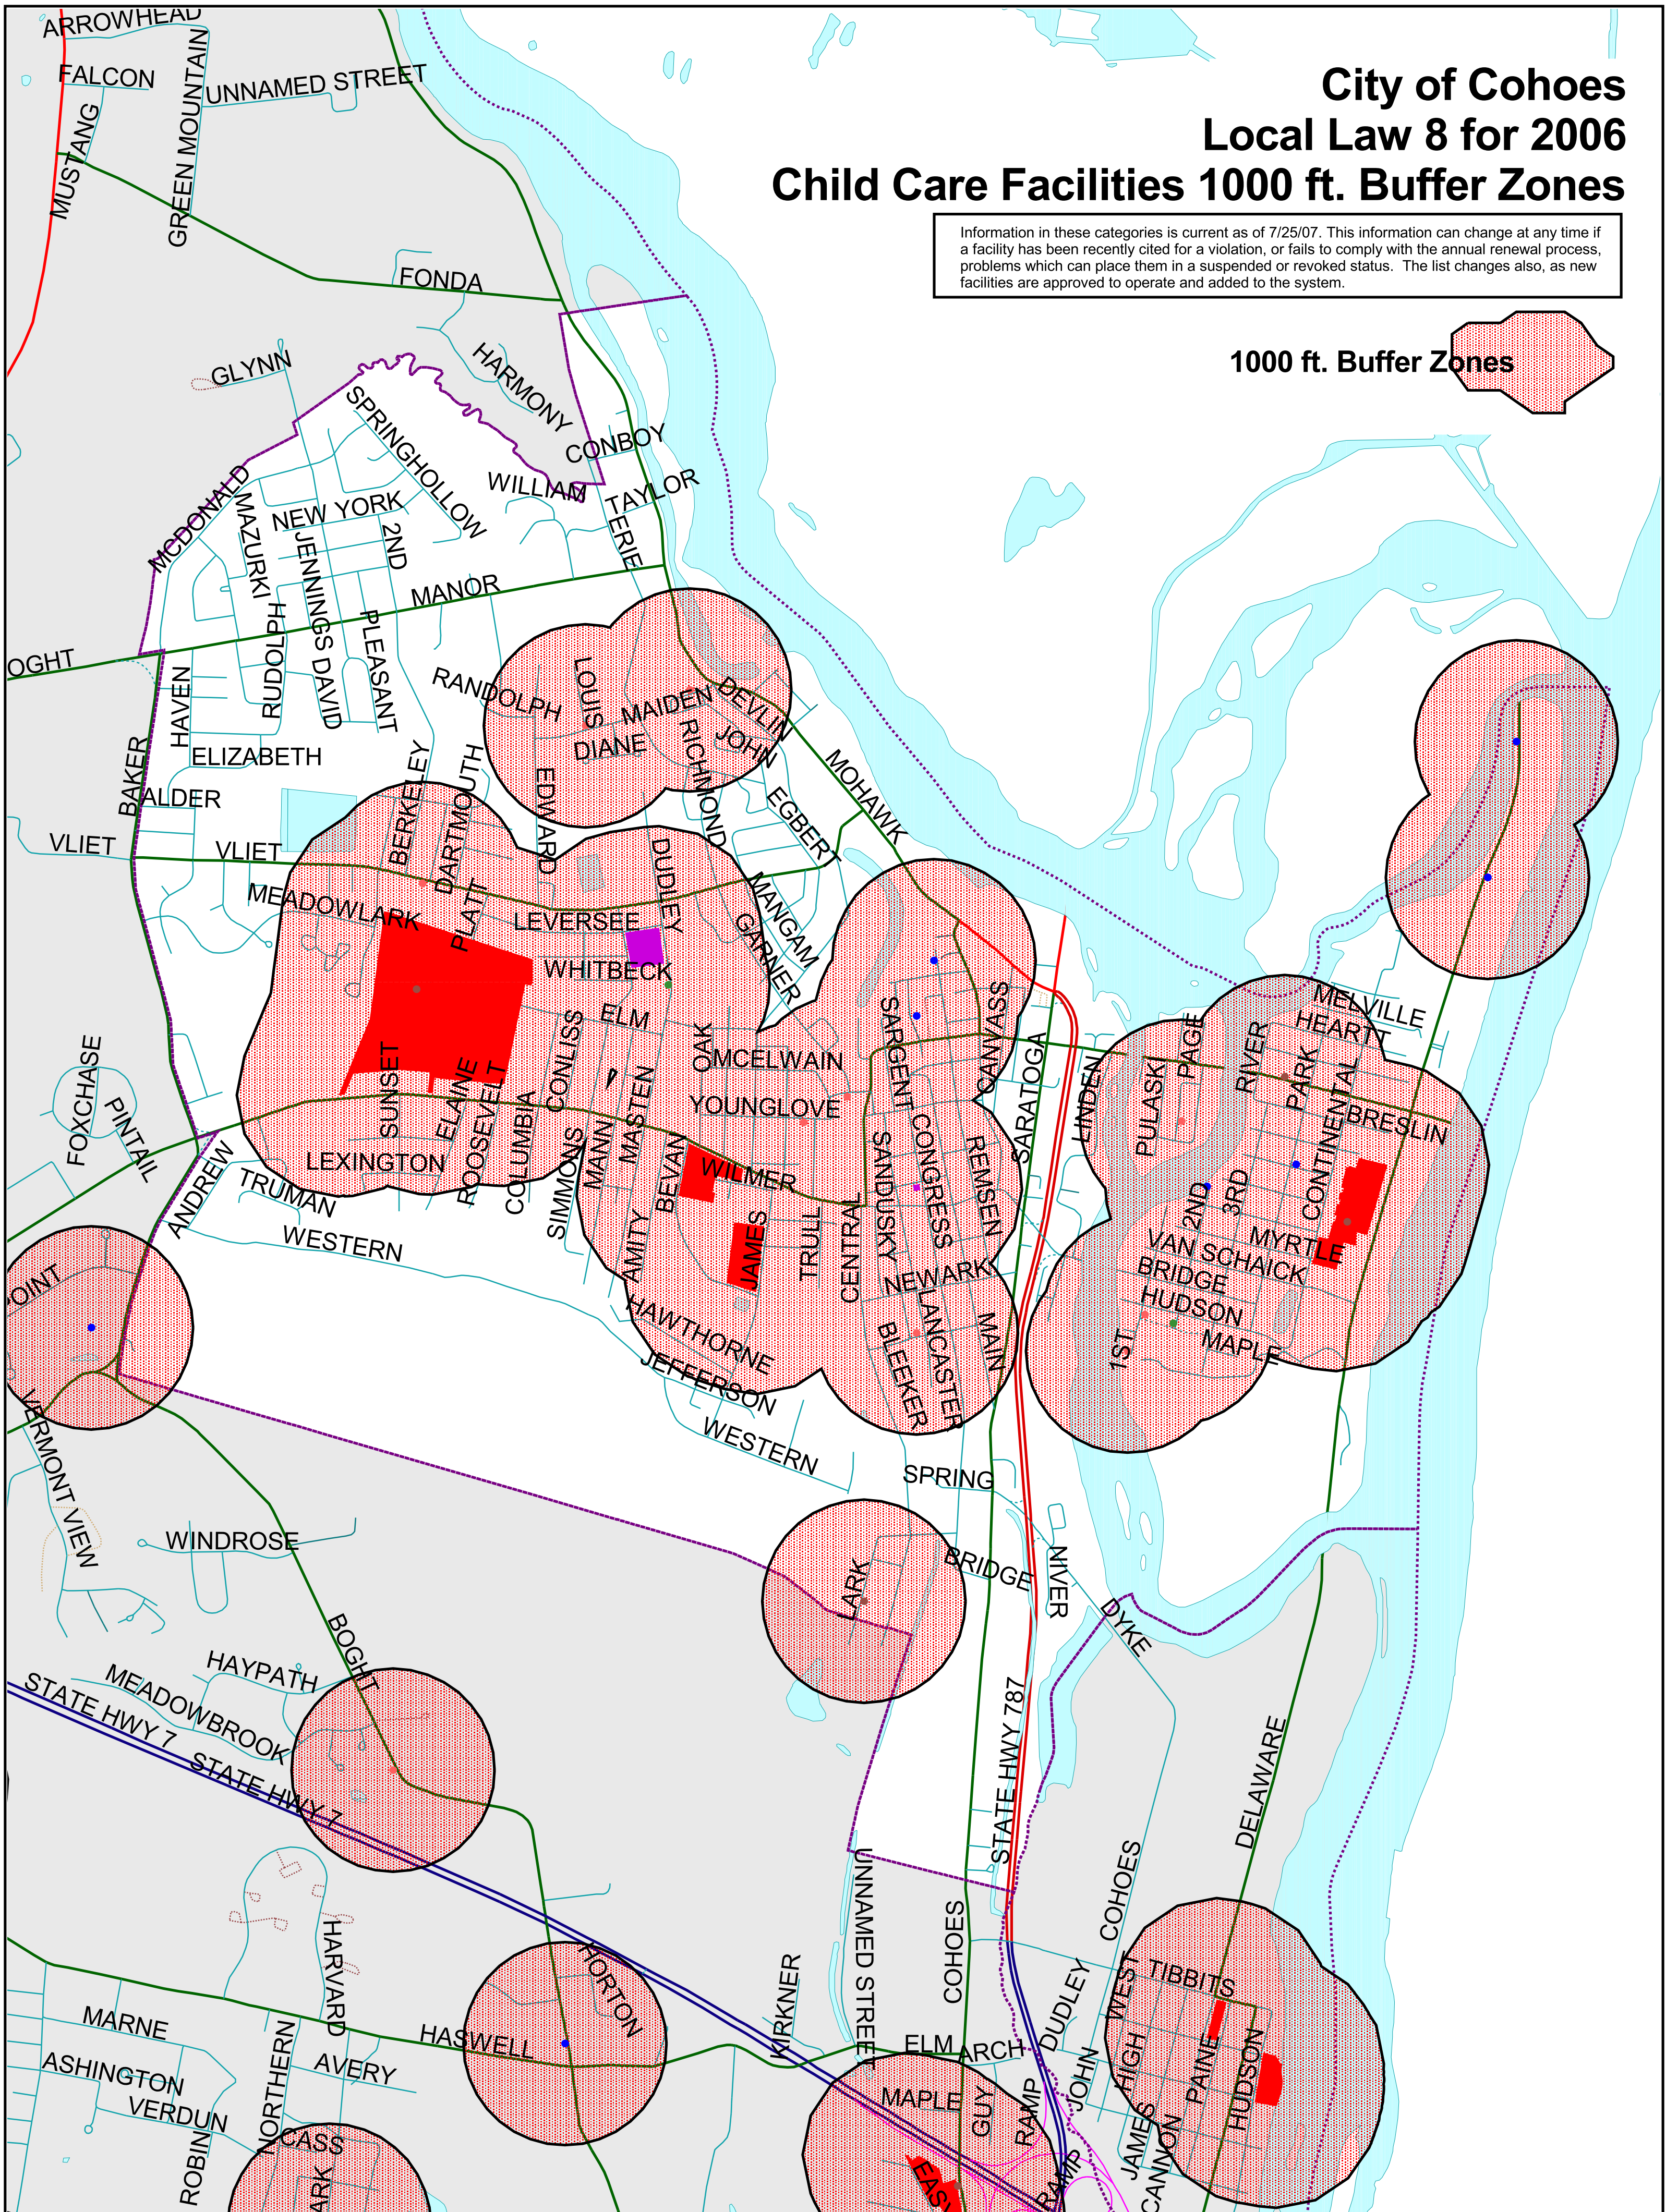 City of Cohoes
Local Law 8 for 2006
Child Care Facilities 1000 ft. Buffer Zones
Information in these categories is current as of 7/25/07. This information can change at any time if
a facility has been recently cited for a violation, or fails to comply with the annual renewal process,
problems which can place them in a suspended or revoked status. The list changes also, as new
facilities are approved to operate and added to the system.
1000 ft. Buffer Zones
ARROWHEAD
FALCON
UNNAMED STREET
MUSTANG
GREEN MOUNTAIN
FONDA
GLYNN
HARMONY
SPRINGHOLLOW
CONBOY
WILLIAM
TAYLOR
ERIE
MCDONALD
NEW YORK
MAZURKI
JENNINGS
2ND
MANOR
RUDOLPH
DAVID
PLEASANT
OGHT
HAVEN
RANDOLPH
LOUIS
MAIDEN
DEVLIN
DIANE
RICHMOND
JOHN
ELIZABETH
BAKER
ALDER
BERKELEY
DARTMOUTH
EDWARD
MOHAWK
EGBERT
VLIET
VLIET
DUDLEY
MEADOWLARK
PLATT
LEVERSEE
MANGAM
GARNER
WHITBECK
ELM
SARGENT
CANVASS
MELVILLE
HEARTT
FOXCHASE
PINTAIL
SUNSET
ELAINE
ROOSEVELT
COLUMBIA
CONLISS
SIMMONS
MANN
MASTEN
OAK
MCELWAIN
YOUNGLOVE
SARATOGA
LINDEN
PULASKI
PAGE
RIVER
PARK
CONTINENTAL
BRESLIN
LEXINGTON
ANDREW
TRUMAN
WESTERN
AMITY
BEVAN
WILMER
JAMES
TRULL
CENTRAL
SANDUSKY
CONGRESS
REMSEN
2ND
3RD
MYRTLE
VAN SCHAICK
BRIDGE
HUDSON
MAPLE
1ST
NEWARK
LANCASTER
MAIN
BLEEKER
HAWTHORNE
JEFFERSON
WESTERN
OINT
VERMONT VIEW
SPRING
WINDROSE
LARK
BRIDGE
NIVER
DYKE
BOGHT
HAYPATH
MEADOWBROOK
STATE HWY 7
STATE HWY 7
STATE HWY 787
DELAWARE
UNNAMED STREET
COHOES
COHOES
HARVARD
HORTON
KIRKNER
DUDLEY
WEST
TIBBITS
MARNE
HASWELL
ELM
ARCH
JOHN
HIGH
PAINE
HUDSON
ASHINGTON
NORTHERN
AVERY
VERDUN
MAPLE
GUY
RAMP
ROBIN
CASS
ARK
EASY
RAMP
JAMES
CANNON